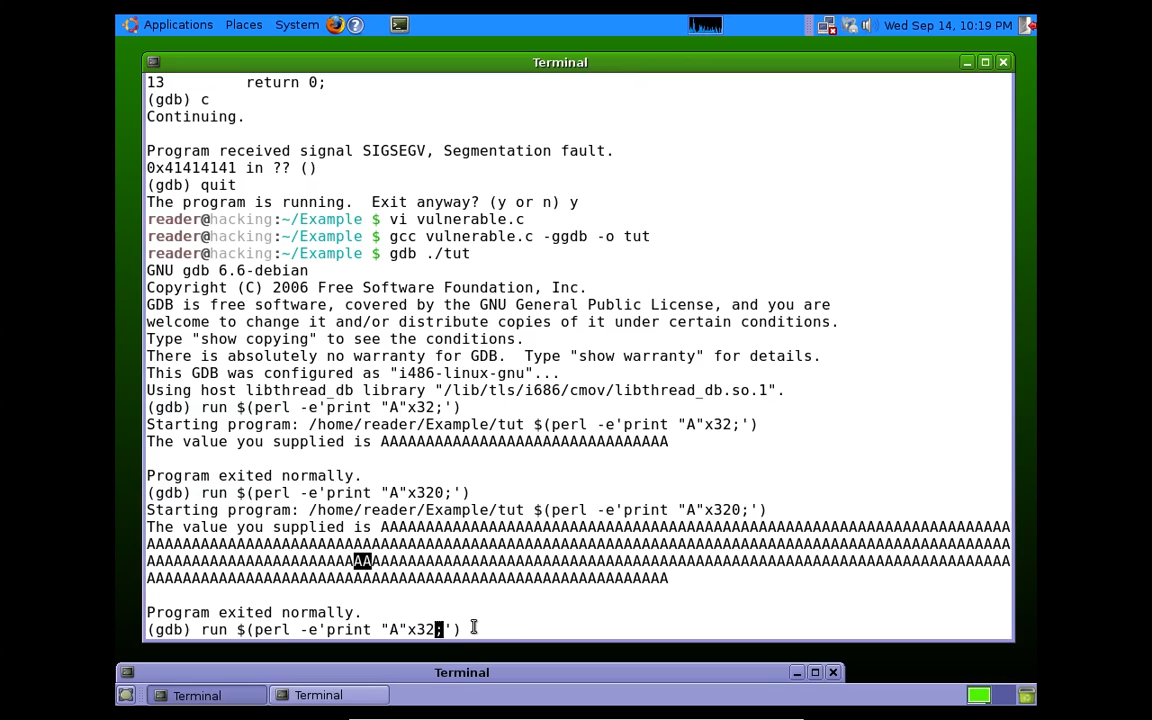 Applications Places System Wed Sep 14, 10:19 PM
Terminal
13 return 0;
(gdb) c
Continuing.
Program received signal SIGSEGV, Segmentation fault.
0x41414141 in ?? ()
(gdb) quit
The program is running. Exit anyway? (y or n) y
reader@hacking:~/Example $ vi vulnerable.c
reader@hacking:~/Example $ gcc vulnerable.c -ggdb -o tut
reader@hacking:~/Example $ gdb ./tut
GNU gdb 6.6-debian
Copyright (C) 2006 Free Software Foundation, Inc.
GDB is free software, covered by the GNU General Public License, and you are
welcome to change it and/or distribute copies of it under certain conditions.
Type "show copying" to see the conditions.
There is absolutely no warranty for GDB. Type "show warranty" for details.
This GDB was configured as "i486-linux-gnu"...
Using host libthread_db library "/lib/tls/i686/cmov/libthread_db.so.1".
(gdb) run $(perl -e'print "A"x32;')
Starting program: /home/reader/Example/tut $(perl -e'print "A"x32;')
The value you supplied is AAAAAAAAAAAAAAAAAAAAAAAAAAAAAAAA
Program exited normally.
(gdb) run $(perl -e'print "A"x320;')
Starting program: /home/reader/Example/tut $(perl -e'print "A"x320;')
The value you supplied is AAAAAAAAAAAAAAAAAAAAAAAAAAAAAAAAAAAAAAAAAAAAAAAAAAAAAAAAAAAAAAAAAAAAAA
AAAAAAAAAAAAAAAAAAAAAAAAAAAAAAAAAAAAAAAAAAAAAAAAAAAAAAAAAAAAAAAAAAAAAAAAAAAAAAAAAAAAAAAAAAAAAAAA
AAAAAAAAAAAAAAAAAAAAAAAAAAAAAAAAAAAAAAAAAAAAAAAAAAAAAAAAAAAAAAAAAAAAAAAAAAAAAAAAAAAAAAAAAAAAAAAA
AAAAAAAAAAAAAAAAAAAAAAAAAAAAAAAAAAAAAAAAAAAAAAAAAAAAAAAAAA
Program exited normally.
(gdb) run $(perl -e'print "A"x32;')
Terminal
Terminal Terminal